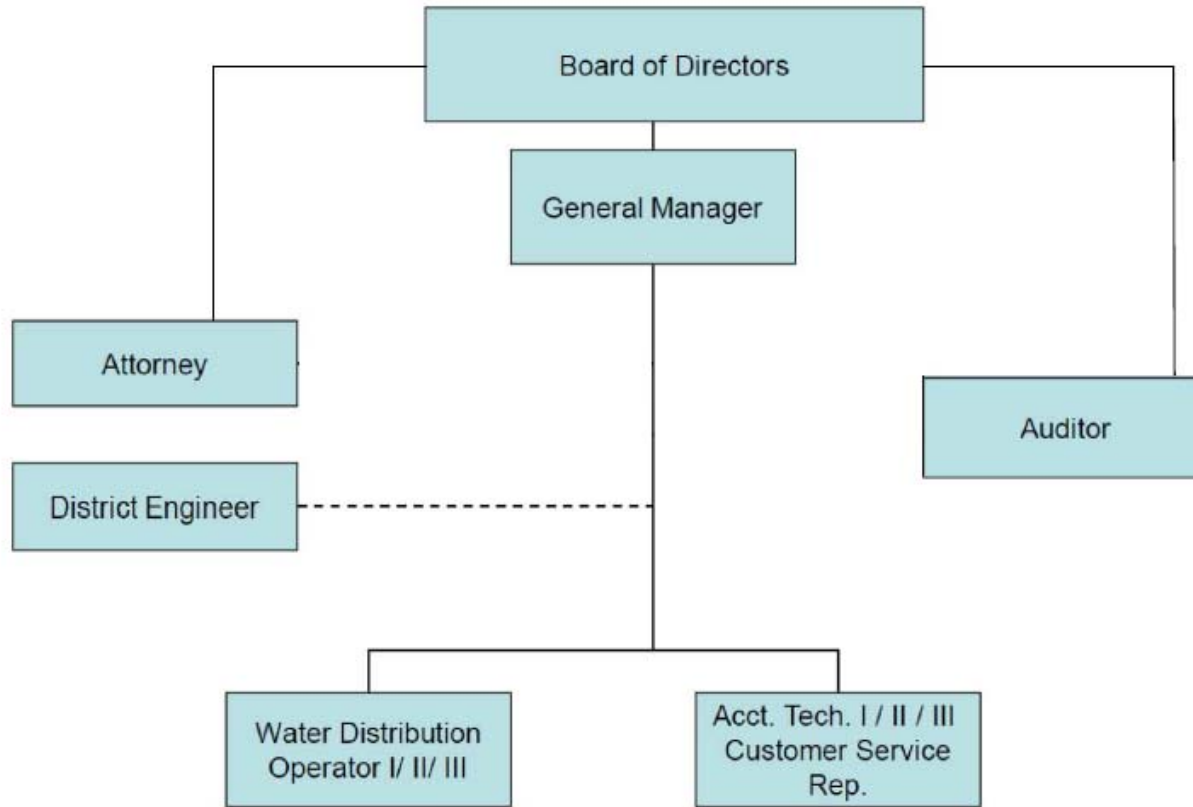 Board of Directors
General Manager
Attorney
Auditor
District Engineer
Water Distribution
Operator I/ II/ III
Acct. Tech. I / II / III
Customer Service
Rep.